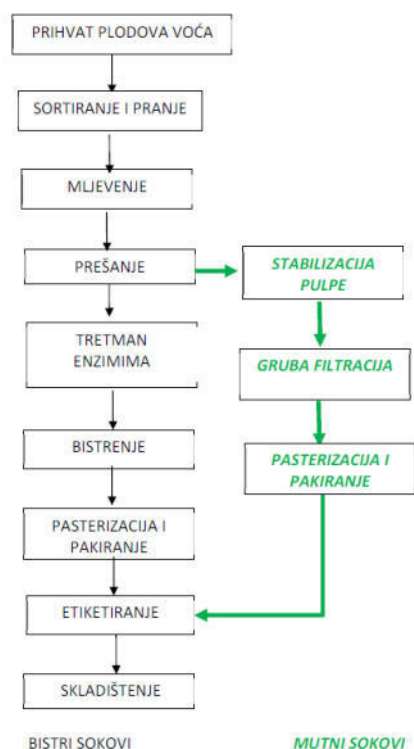 PRIHVAT PLODOVA VOĆA
SORTIRANJE I PRANJE
MLJEVENJE
PREŠANJE
TRETMAN
ENZIMIMA
BISTRENJE
PASTERIZACIJA I
PAKIRANJE
ETIKETIRANJE
SKLADIŠTENJE
BISTRI SOKOVI
STABILIZACIJA
PULPE
GRUBA FILTRACIJA
PASTERIZACIJA I
PAKIRANJE
MUTNI SOKOVI